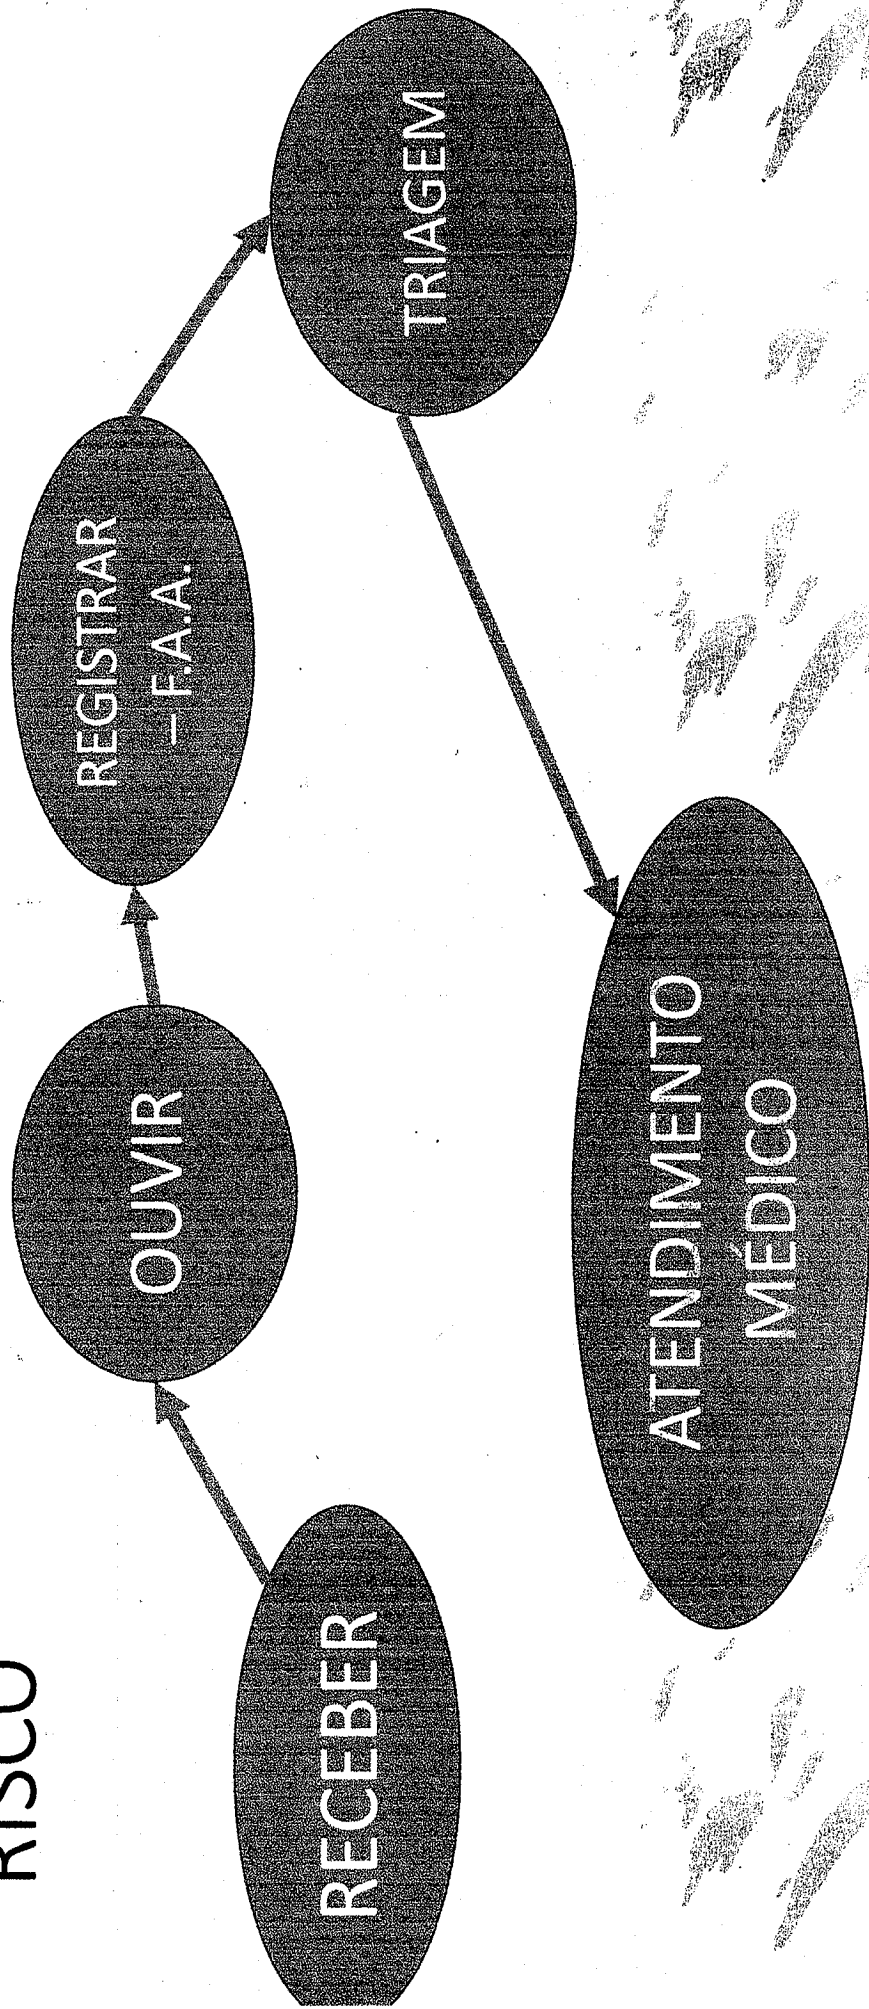 RISCO
RECEBER
OUVIR
REGISTRAR
– F.A.A.
TRIAGEM
ATENDIMENTO
MÉDICO